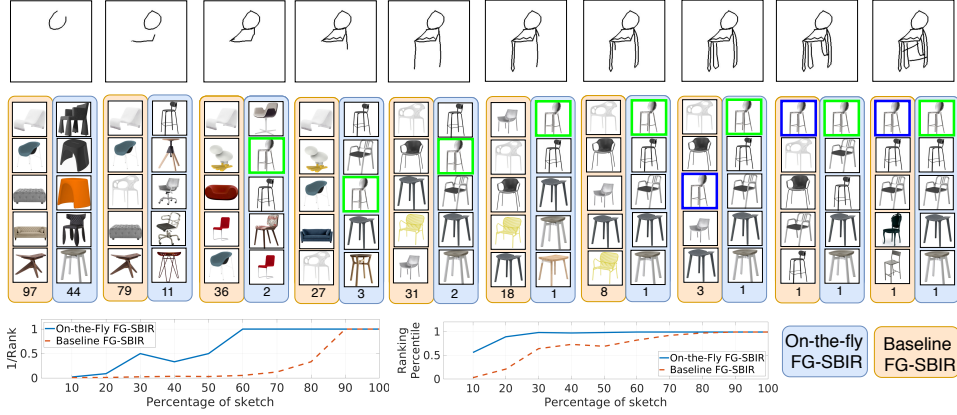 97 44 79 11 36 2 27 3 31 2 18 1 8 1 3 1 1 1 1 1
1/Rank
1
0.5
0
On-the-Fly FG-SBIR
Baseline FG-SBIR
10 20 30 40 50 60 70 80 90 100
Percentage of sketch
Ranking
Percentile
1
0.5
0
On-the-Fly FG-SBIR
Baseline FG-SBIR
10 20 30 40 50 60 70 80 90 100
Percentage of sketch
On-the-fly
FG-SBIR
Baseline
FG-SBIR